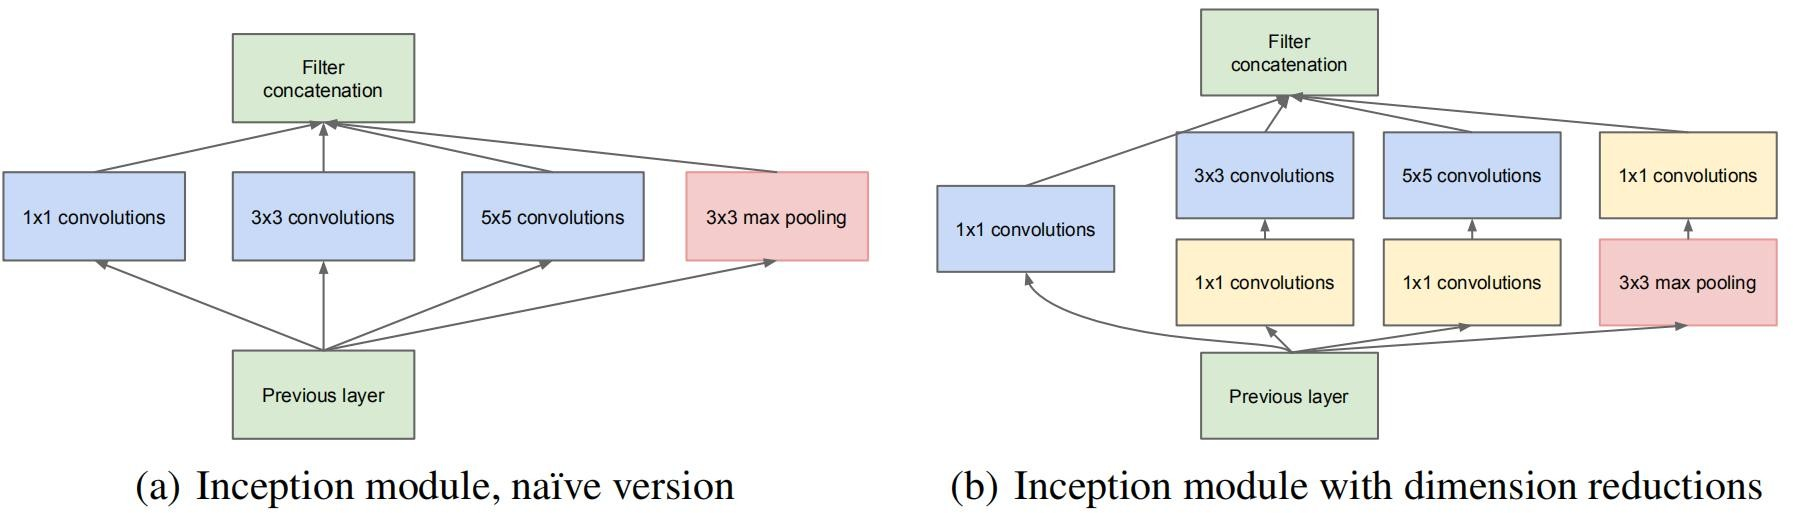 Filter
concatenation
1x1 convolutions
3x3 convolutions
5x5 convolutions
3x3 max pooling
Previous layer
(a) Inception module, naïve version
Filter
concatenation
3x3 convolutions
5x5 convolutions
1x1 convolutions
1x1 convolutions
1x1 convolutions
1x1 convolutions
3x3 max pooling
Previous layer
(b) Inception module with dimension reductions